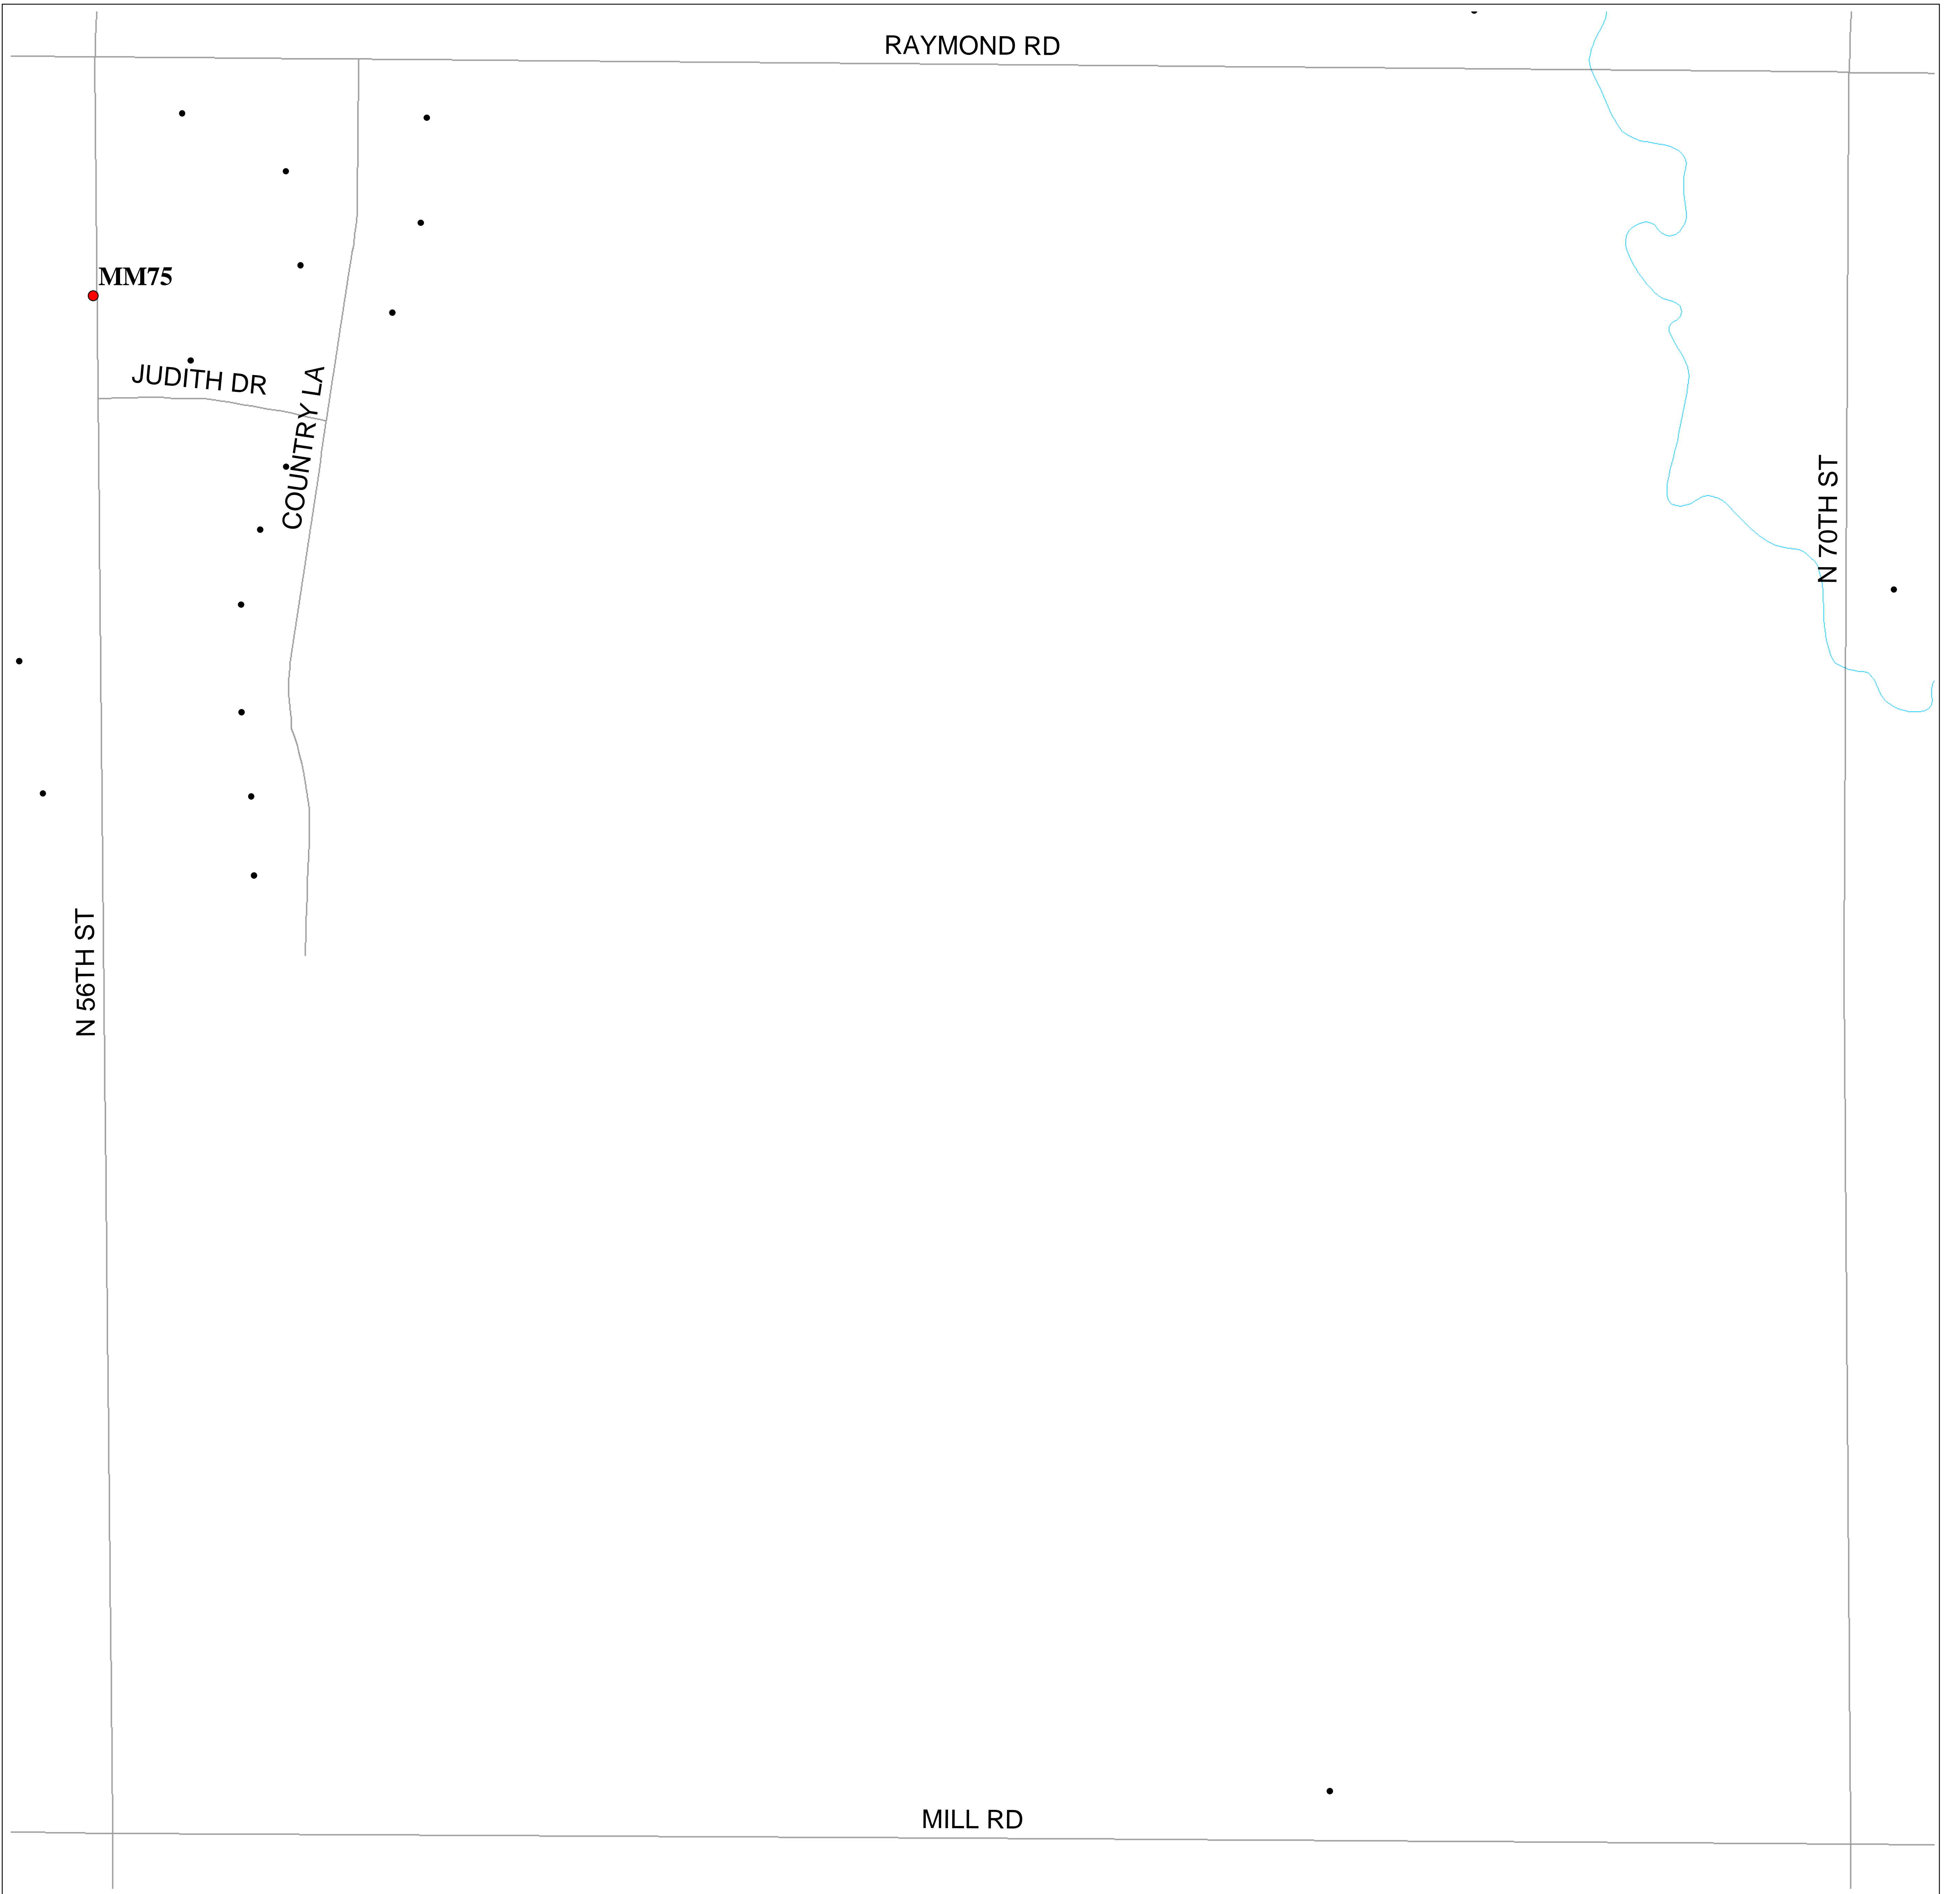 RAYMOND RD
MM75
JUDITH DR
COUNTRY LA
N 70TH ST
N 56TH ST
MILL RD